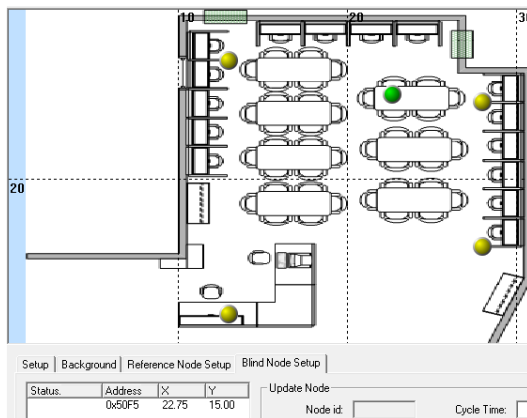 10 20 30
20
Setup Background Reference Node Setup Blind Node Setup
Status. Address X Y Update Node
0x50F5 22.75 15.00 Node id: Cycle Time: